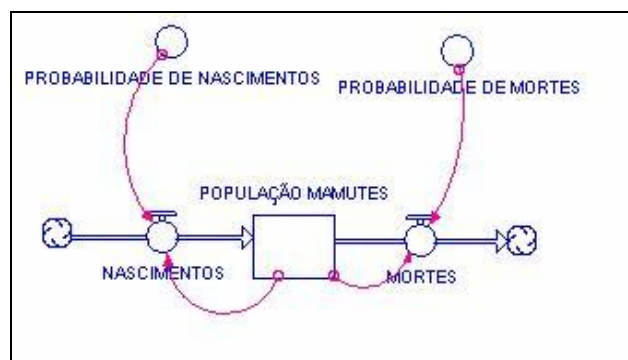 PROBABILIDADE DE NASCIMENTOS
PROBABILIDADE DE MORTES
POPULAÇÃO MAMUTES
NASCIMENTOS
MORTES